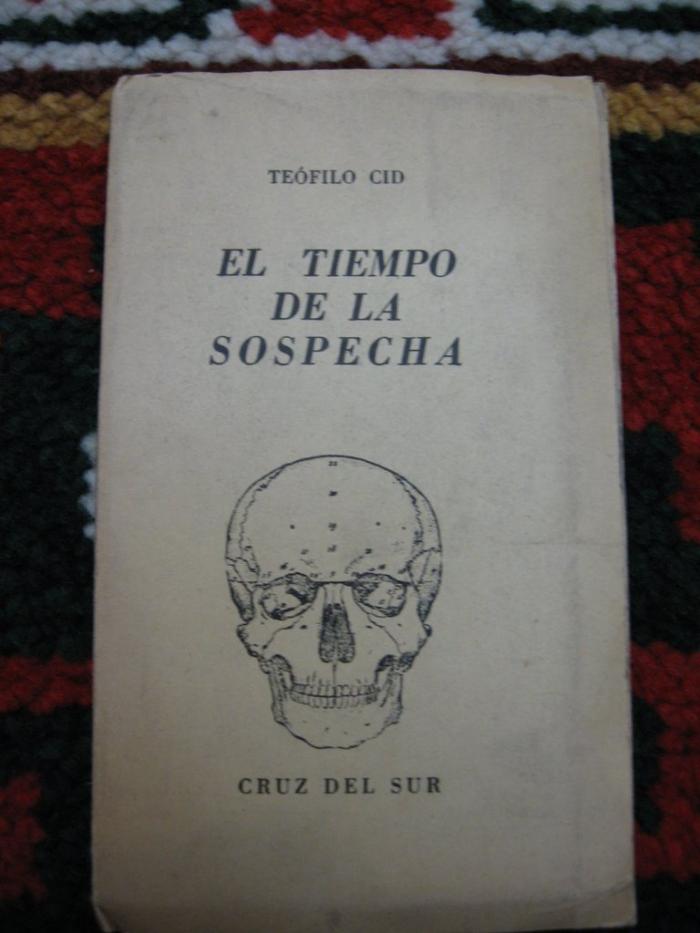 TEÓFILO CID
EL TIEMPO
DE LA
SOSPECHA
CRUZ DEL SUR